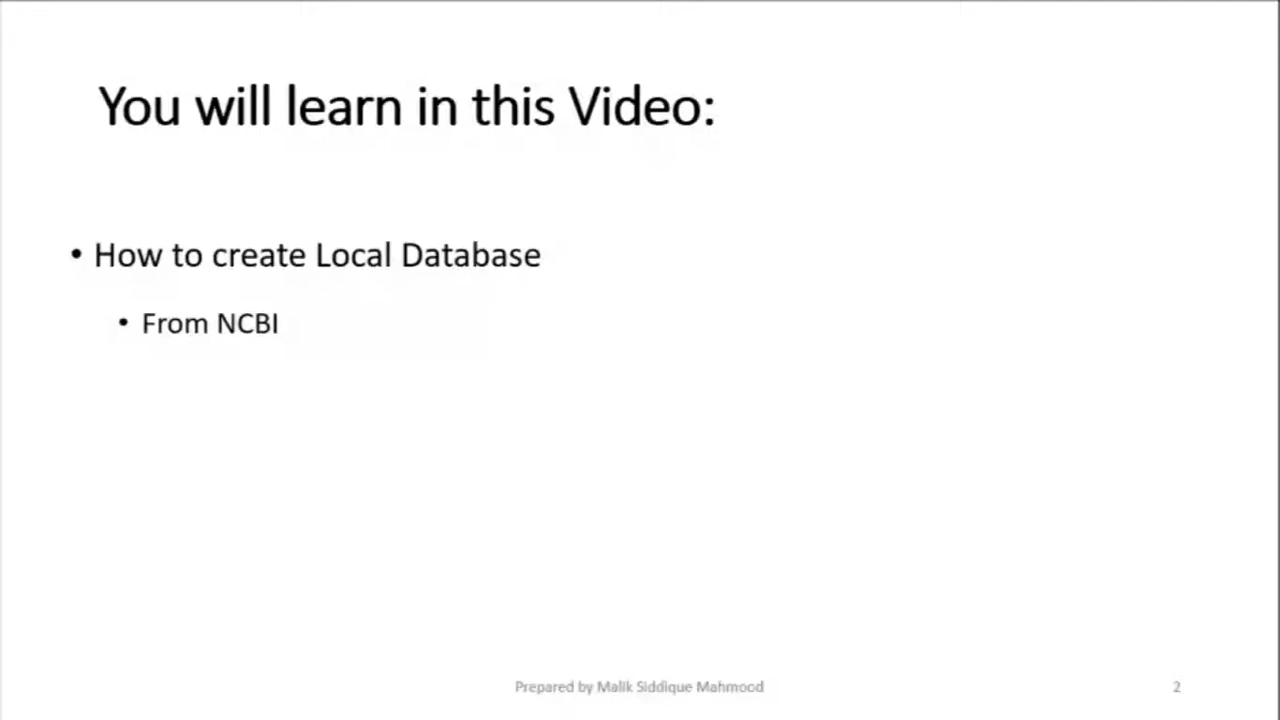 You will learn in this Video:
• How to create Local Database
• From NCBI
Prepared by Malik Siddique Mahmood
2